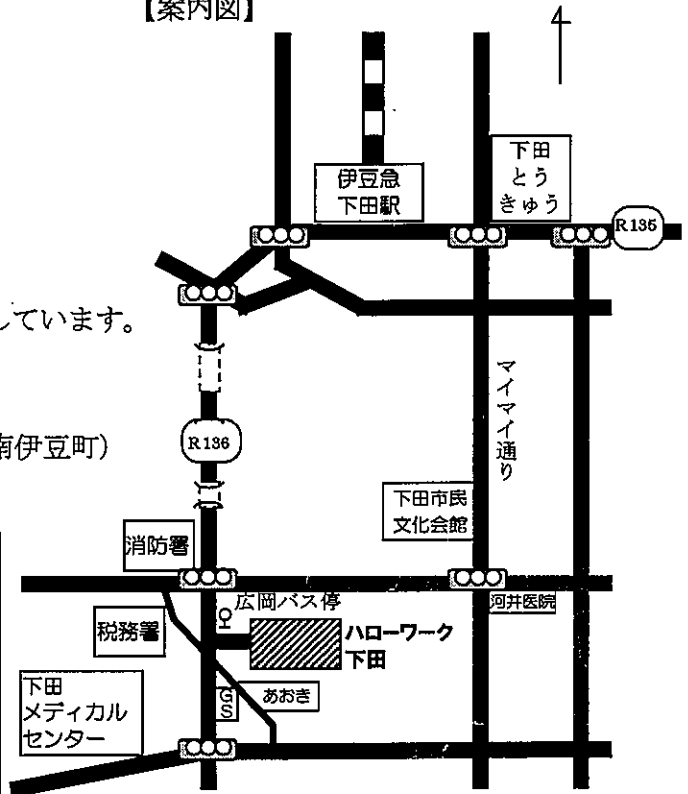 【案内図】
下田
とう
きゅう
伊豆急
下田駅
R135
しています。
マイマイ通り
南伊豆町)
R136
下田市民
文化会館
消防署
広岡バス停
河井医院
税務署
ハローワーク
下田
下田
メディカル
センター
GS
あおき